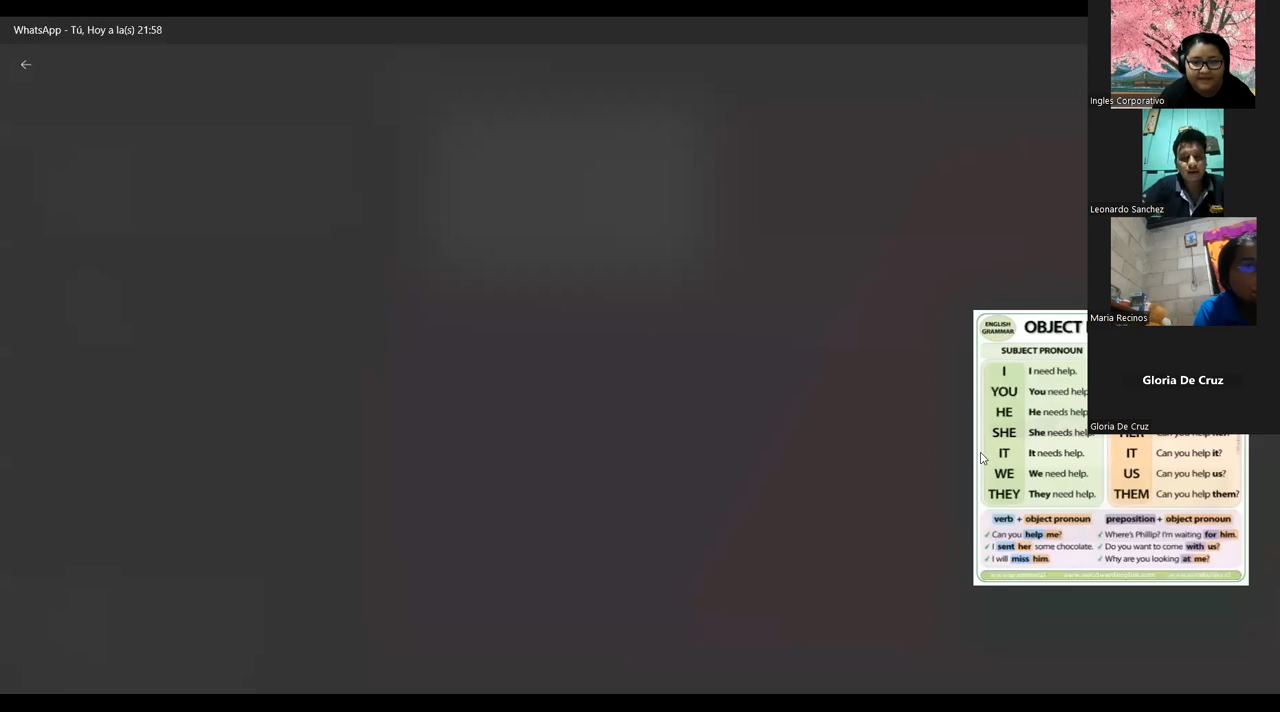 WhatsApp - Tú, Hoy a la(s) 21:58
Ingles Corporativo
Leonardo Sanchez
Maria Recinos
Gloria De Cruz
Gloria De Cruz
ENGLISH
GRAMMAR
OBJECT
SUBJECT PRONOUN
I I need help.
YOU You need help
HE He needs help
SHE She needs help.
IT It needs help.
WE We need help.
THEY They need help.
HER Can you help
IT Can you help it?
US Can you help us?
THEM Can you help them?
verb + object pronoun
Can you help me?
I sent her some chocolate.
I will miss him.
preposition + object pronoun
Where's Phillip? I'm waiting for him.
Do you want to come with us?
Why are you looking at me?